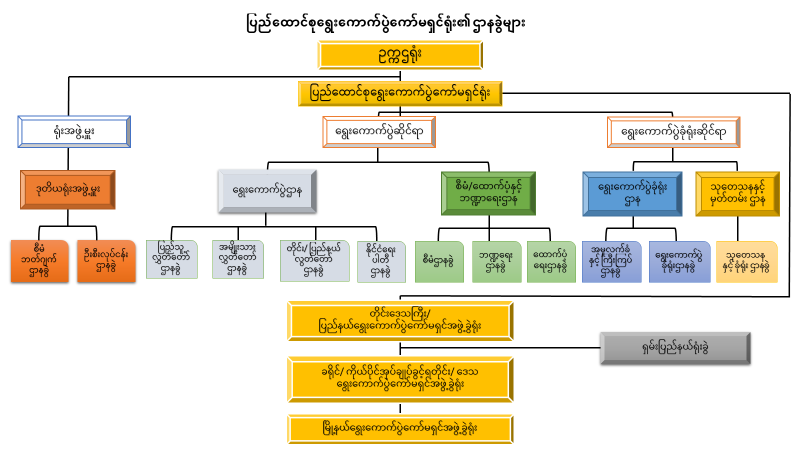 ပြည်ထောင်စုရွေးကောက်ပွဲကော်မရှင်ရုံး၏ ဌာနခွဲများ
ဥက္ကဌရုံး
ပြည်ထောင်စုရွေးကောက်ပွဲကော်မရှင်ရုံး
ရုံးအဖွဲ့မှူး
ရွေးကောက်ပွဲဆိုင်ရာ
ရွေးကောက်ပွဲခုံရုံးဆိုင်ရာ
ဒုတိယရုံးအဖွဲ့မှူး
ရွေးကောက်ပွဲဌာန
စီမံ/ထောက်ပံ့နှင့်
ဘဏ္ဍာရေးဌာန
ရွေးကောက်ပွဲခုံရုံး
ဌာန
သုတေသနနှင့်
မှတ်တမ်း ဌာန
စီမံ
ဘတ်ဂျက်
ဌာနခွဲ
ဦးစီးလုပ်ငန်း
ဌာနခွဲ
ပြည်သူ့
လွှတ်တော်
ဌာနခွဲ
အမျိုးသား
လွှတ်တော်
ဌာနခွဲ
တိုင်း/ ပြည်နယ်
လွှတ်တော်
ဌာနခွဲ
နိုင်ငံရေး
ပါတီ
ဌာနခွဲ
စီမံဌာနခွဲ
ဘဏ္ဍရေး
ဌာနခွဲ
ထောက်ပံ့
ရေးဌာနခွဲ
အမှုလက်ခံ
နှင့်ကြီးကြပ်
ဌာနခွဲ
ရွေးကောက်ပွဲ
ခုံရုံးဌာနခွဲ
သုတေသန
နှင့် ခုံရုံး ဌာနခွဲ
တိုင်းဒေသကြီး/
ပြည်နယ်ရွေးကောက်ပွဲကော်မရှင်အဖွဲ့ခွဲရုံး
ရှမ်းပြည်နယ်ရုံးခွဲ
ခရိုင်/ ကိုယ်ပိုင်အုပ်ချုပ်ခွင့်ရတိုင်း/ ဒေသ
ရွေးကောက်ပွဲကော်မရှင်အဖွဲ့ခွဲရုံး
မြို့နယ်ရွေးကောက်ပွဲကော်မရှင်အဖွဲ့ခွဲရုံး